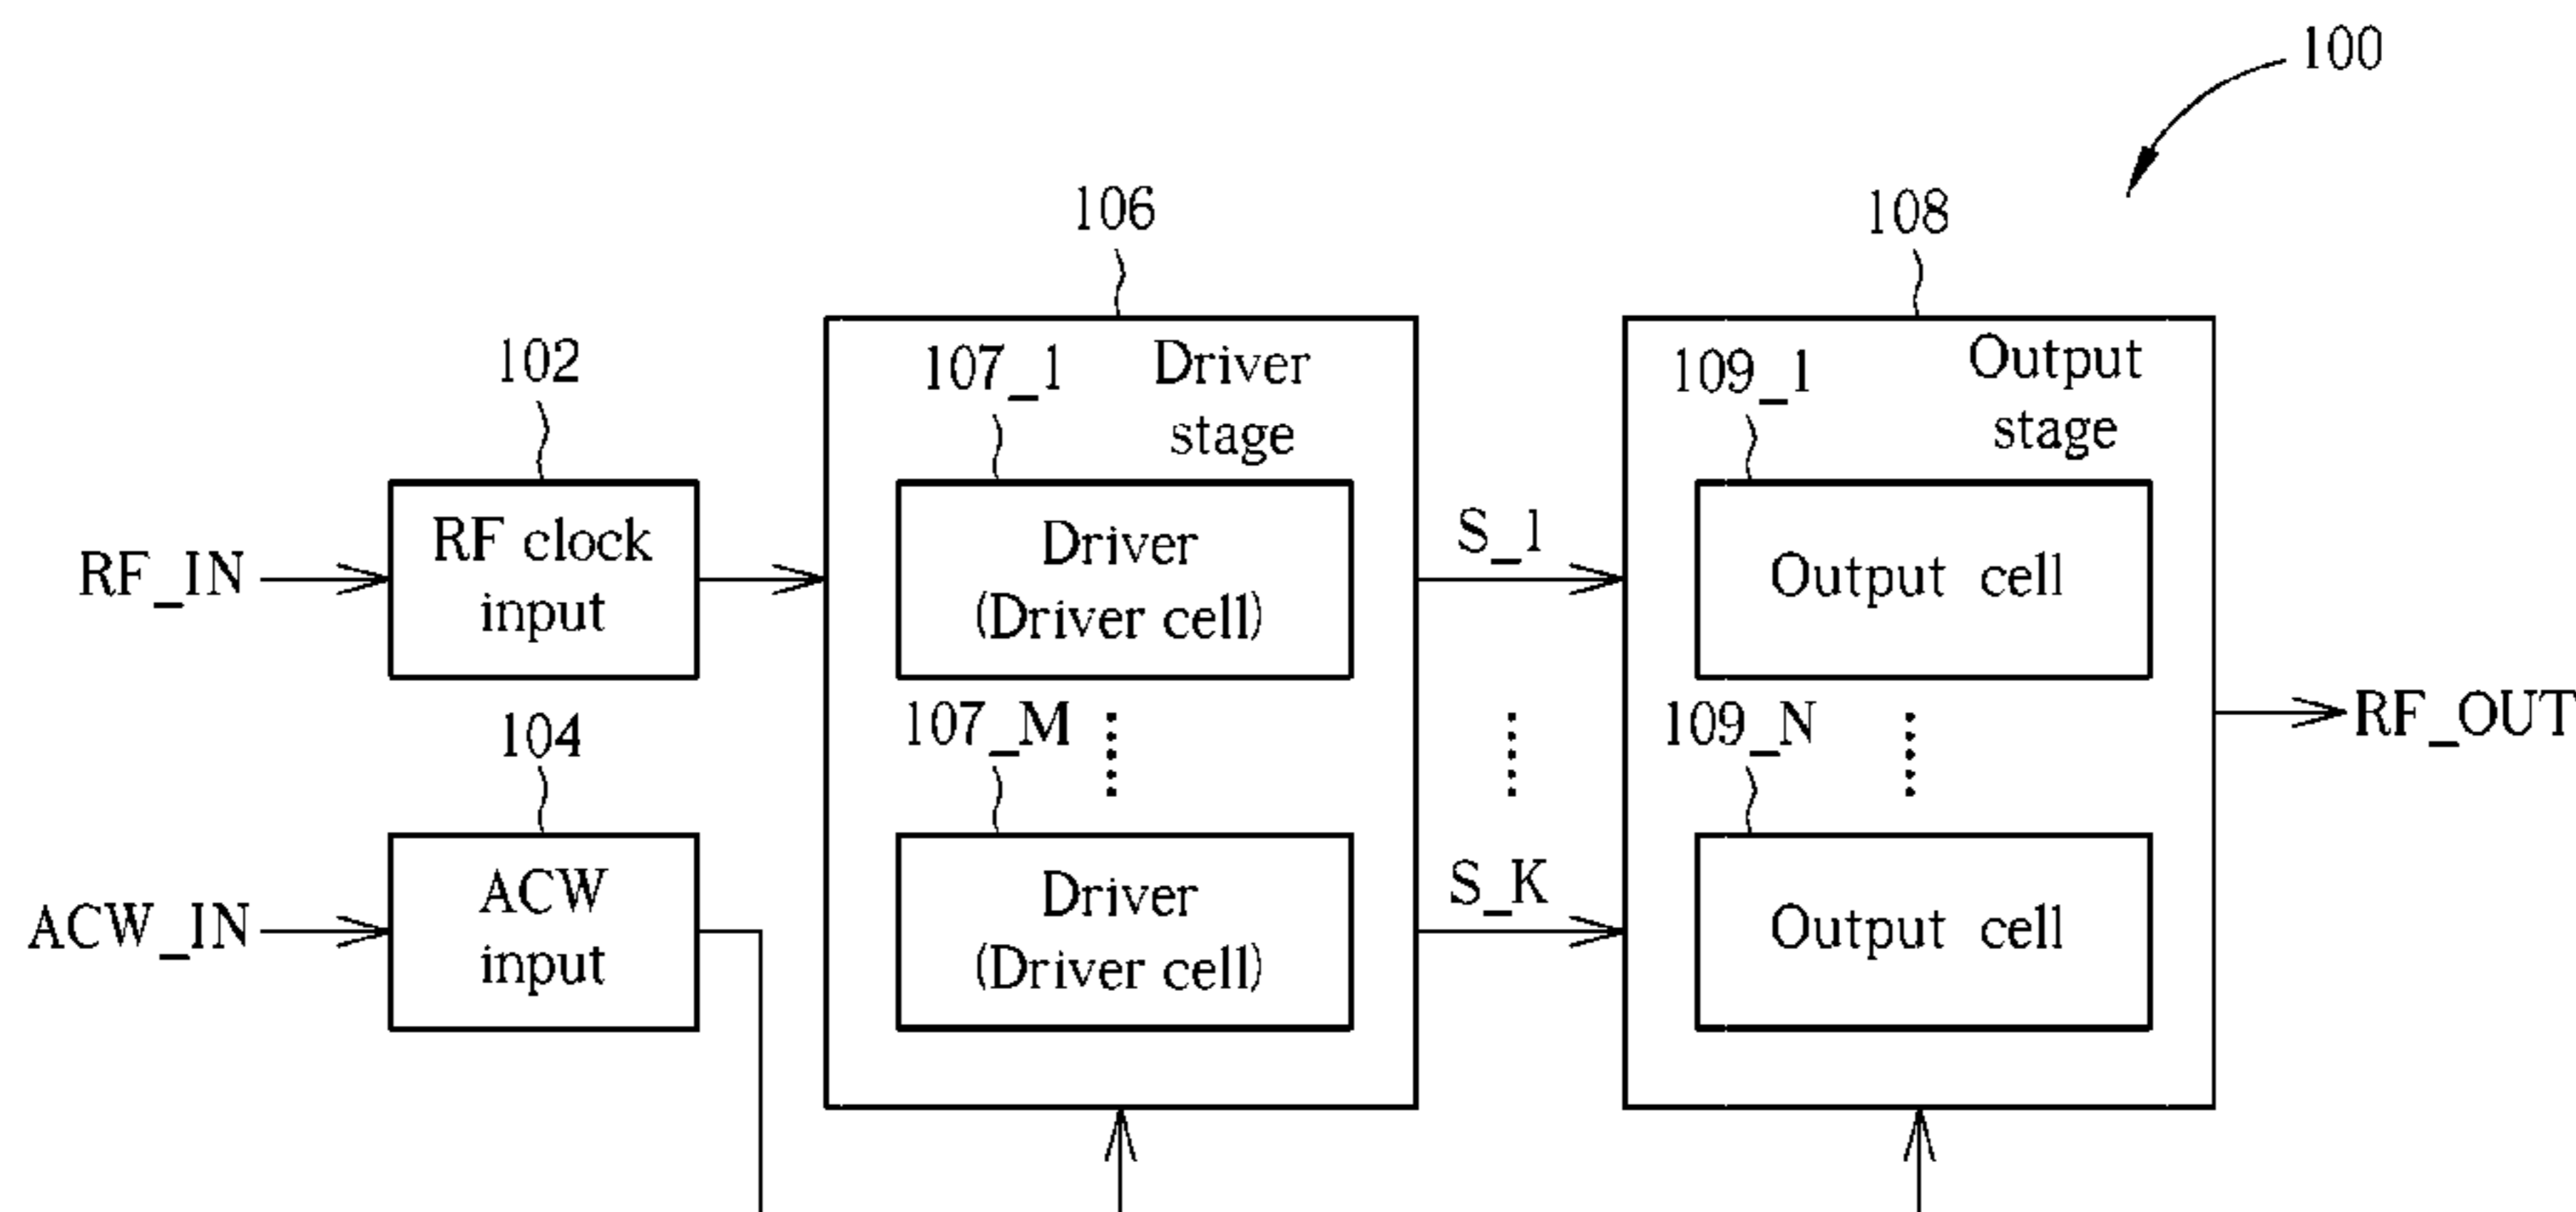 100
106
108
102
107_1
Driver
stage
109_1
Output
stage
RF_IN
RF clock
input
Driver
(Driver cell)
S_1
Output cell
104
107_M
109_N
RF_OUT
ACW_IN
ACW
input
Driver
(Driver cell)
S_K
Output cell